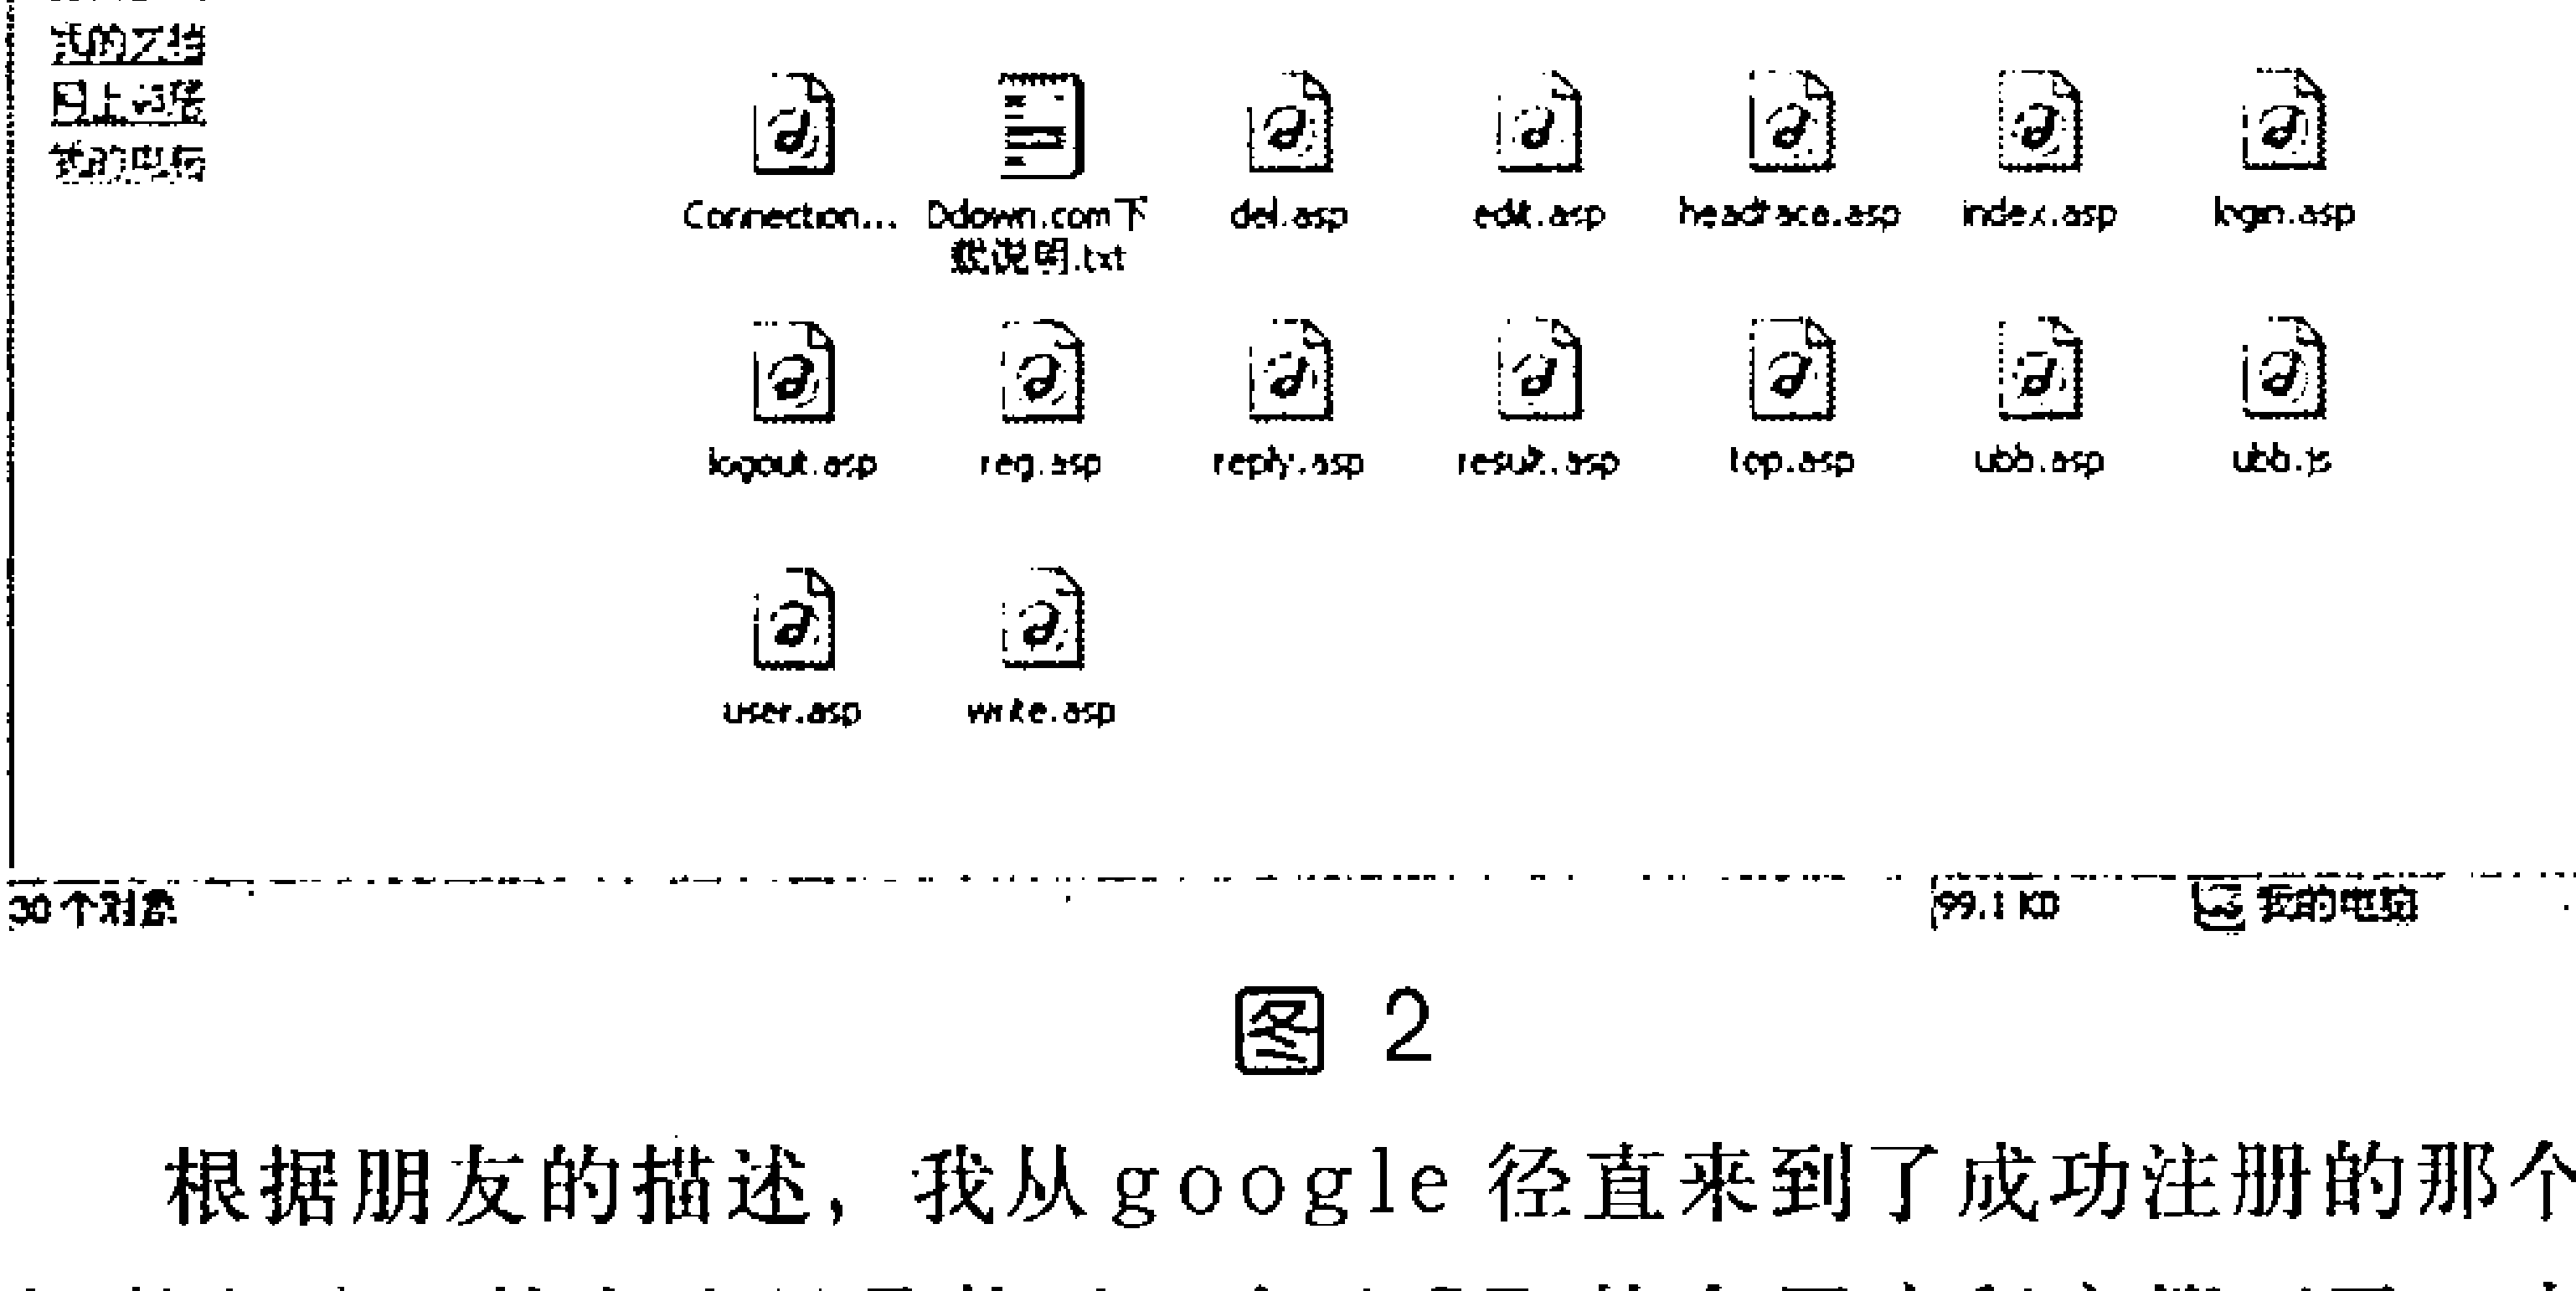 我的文档
网上邻居
我的电脑
Connection... Ddown.com下 del.asp edit.asp headface.asp index.asp login.asp
载说明.txt
logout.asp reg.asp reply.asp result.asp top.asp ubb.asp ubb.js
user.asp write.asp
30个对象 99.1 KB 我的电脑
图 2
根据朋友的描述，我从google径直来到了成功注册的那个